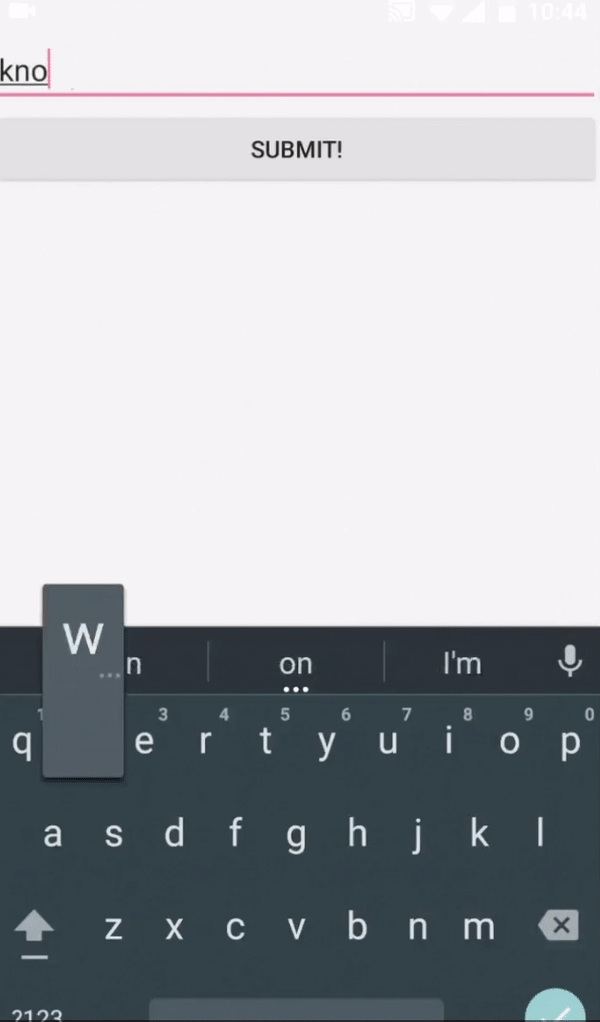 10:44
kno
SUBMIT!
W
n on I'm
1 3 4 5 6 7 8 9 0
q e r t y u i o p
a s d f g h j k l
z x c v b n m
?123